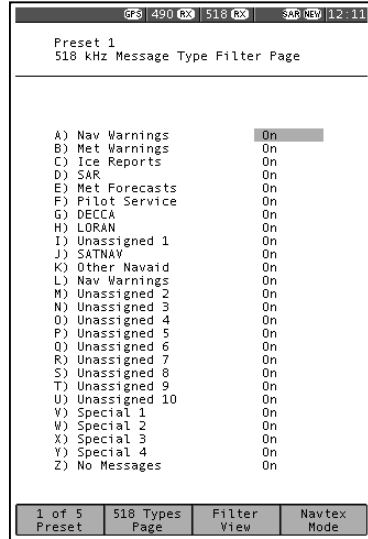 GPS 490 RX 518 RX SAR NEW 12:11
Preset 1
518 kHz Message Type Filter Page
A) Nav Warnings On
B) Met Warnings On
C) Ice Reports On
D) SAR On
E) Met Forecasts On
F) Pilot Service On
G) DECCA On
H) LORAN On
I) Unassigned 1 On
J) SATNAV On
K) Other Navaid On
L) Nav Warnings On
M) Unassigned 2 On
N) Unassigned 3 On
O) Unassigned 4 On
P) Unassigned 5 On
Q) Unassigned 6 On
R) Unassigned 7 On
S) Unassigned 8 On
T) Unassigned 9 On
U) Unassigned 10 On
V) Special 1 On
W) Special 2 On
X) Special 3 On
Y) Special 4 On
Z) No Messages On
1 of 5 518 Types Filter Navtex
Preset Page View Mode